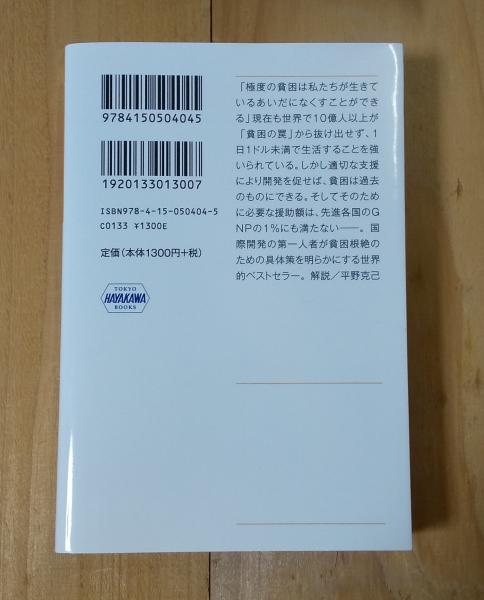 9784150504045
1920133013007
ISBN978-4-15-050404-5
C0133 ¥1300E
定価(本体1300円+税)
TOKYO
HAYAKAWA
BOOKS
「極度の貧困は私たちが生きて
いるあいだになくすことができ
る」現在も世界で10億人以上が
「貧困の罠」から抜け出せず、1
日1ドル未満で生活することを強
いられている。しかし適切な支援
により開発を促せば、貧困は過去
のものにできる。そしてそのため
に必要な援助額は、先進各国のG
NPの1%にも満たない――。国
際開発の第一人者が貧困根絶の
ための具体策を明らかにする世界
的ベストセラー。解説/平野克己